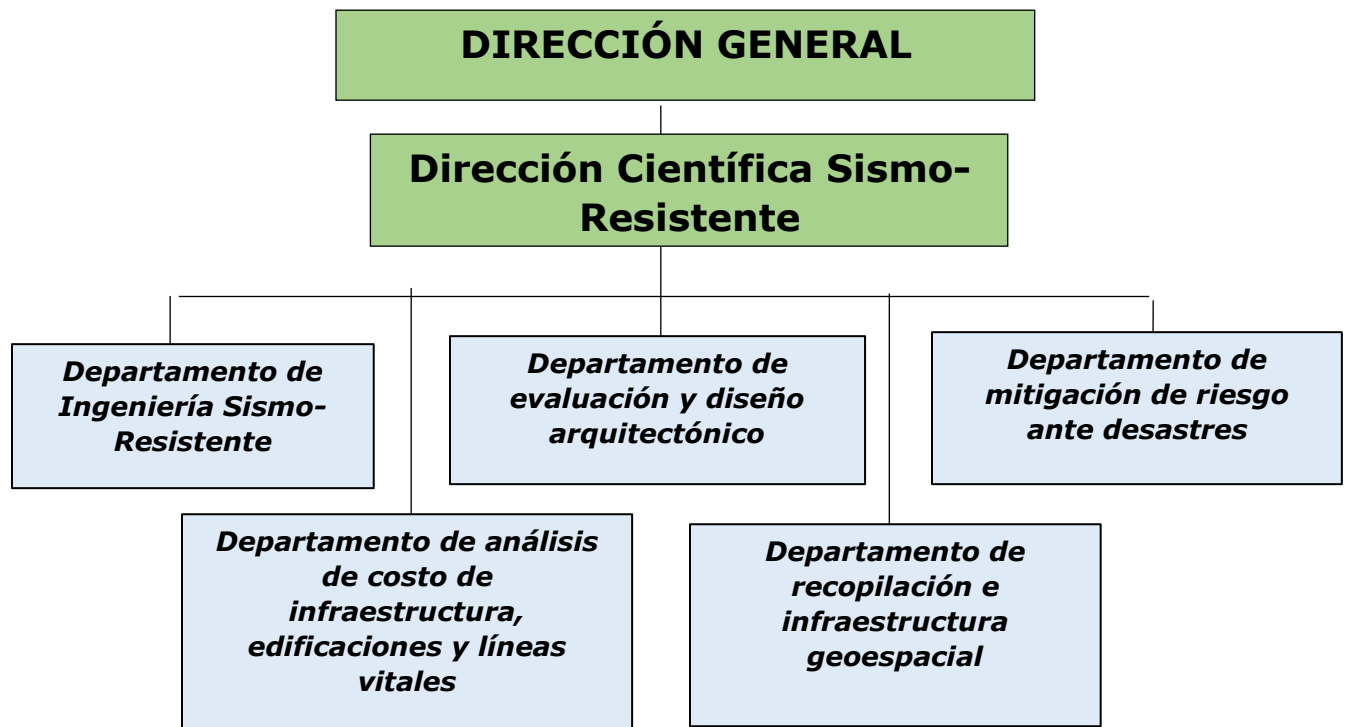 DIRECCIÓN GENERAL
Dirección Científica Sismo-
Resistente
Departamento de
Ingeniería Sismo-
Resistente
Departamento de
evaluación y diseño
arquitectónico
Departamento de
mitigación de riesgo
ante desastres
Departamento de análisis
de costo de
infraestructura,
edificaciones y líneas
vitales
Departamento de
recopilación e
infraestructura
geoespacial